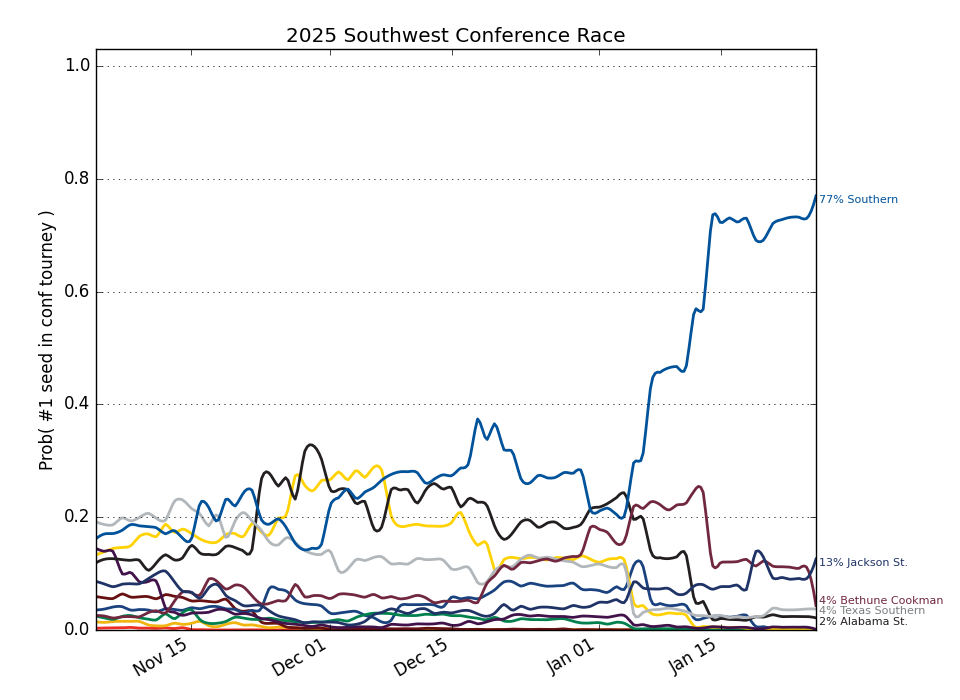 2025 Southwest Conference Race
Prob( #1 seed in conf tourney )
1.0
0.8
0.6
0.4
0.2
0.0
Nov 15
Dec 01
Dec 15
Jan 01
Jan 15
77% Southern
13% Jackson St.
4% Bethune Cookman
4% Texas Southern
2% Alabama St.